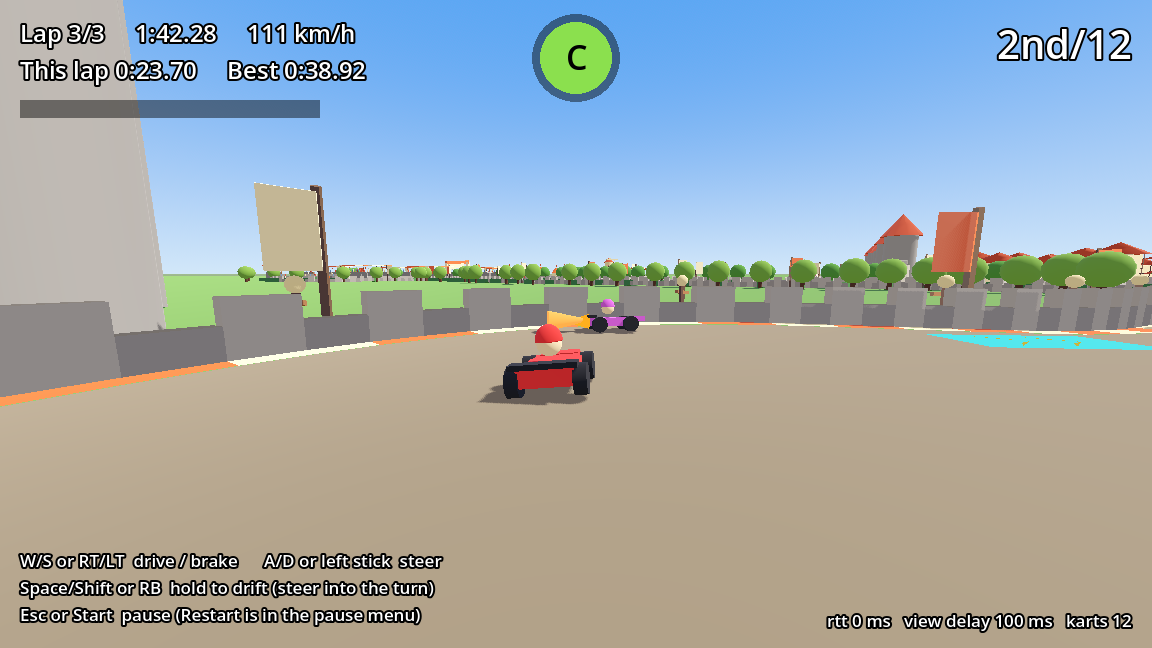 Lap 3/3 1:42.28 111 km/h
This lap 0:23.70 Best 0:38.92
C
2nd/12
W/S or RT/LT drive / brake A/D or left stick steer
Space/Shift or RB hold to drift (steer into the turn)
Esc or Start pause (Restart is in the pause menu)
rtt 0 ms view delay 100 ms karts 12